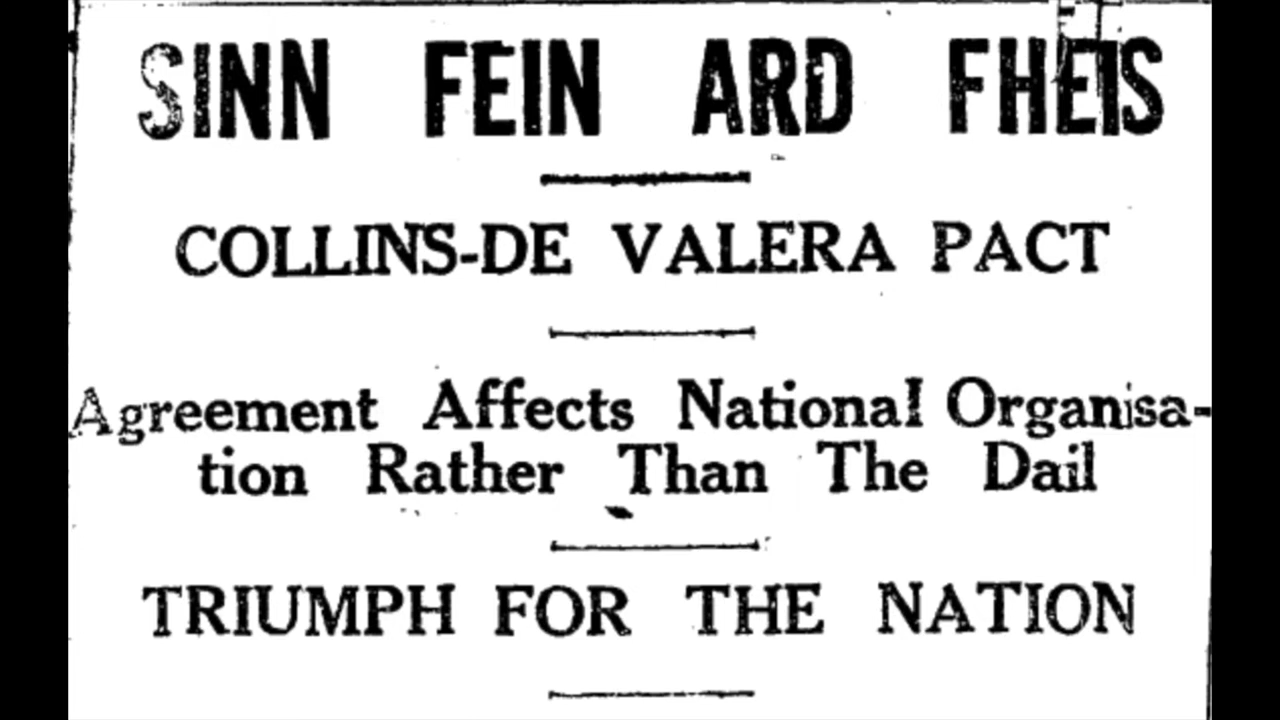 SINN FEIN ARD FHEIS
COLLINS-DE VALERA PACT
Agreement Affects National Organisa-
tion Rather Than The Dail
TRIUMPH FOR THE NATION